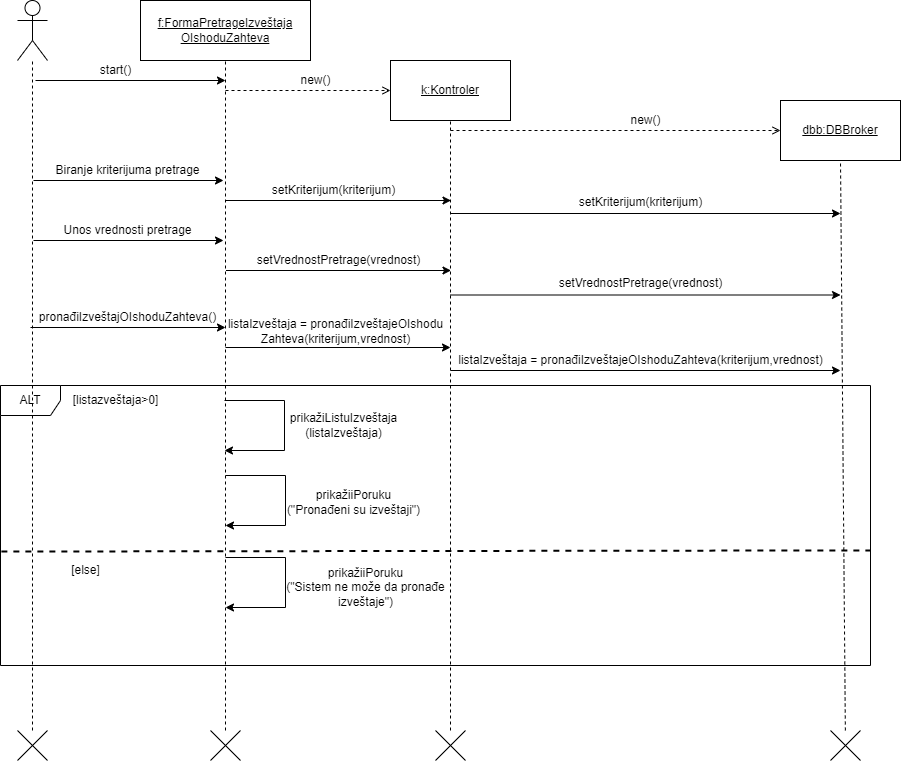 f:FormaPretrageIzveštaja
OIshoduZahteva
start()
new()
k:Kontroler
new()
dbb:DBBroker
Biranje kriterijuma pretrage
setKriterijum(kriterijum)
setKriterijum(kriterijum)
Unos vrednosti pretrage
setVrednostPretrage(vrednost)
setVrednostPretrage(vrednost)
pronađiIzveštajOIshoduZahteva()
listaIzveštaja = pronađiIzveštajeOIshodu
Zahteva(kriterijum,vrednost)
listaIzveštaja = pronađiIzveštajeOIshoduZahteva(kriterijum,vrednost)
ALT
[listazveštaja>0]
prikažiListuIzveštaja
(listaIzveštaja)
prikažiiPoruku
("Pronađeni su izveštaji")
[else]
prikažiiPoruku
("Sistem ne može da pronađe
izveštaje")